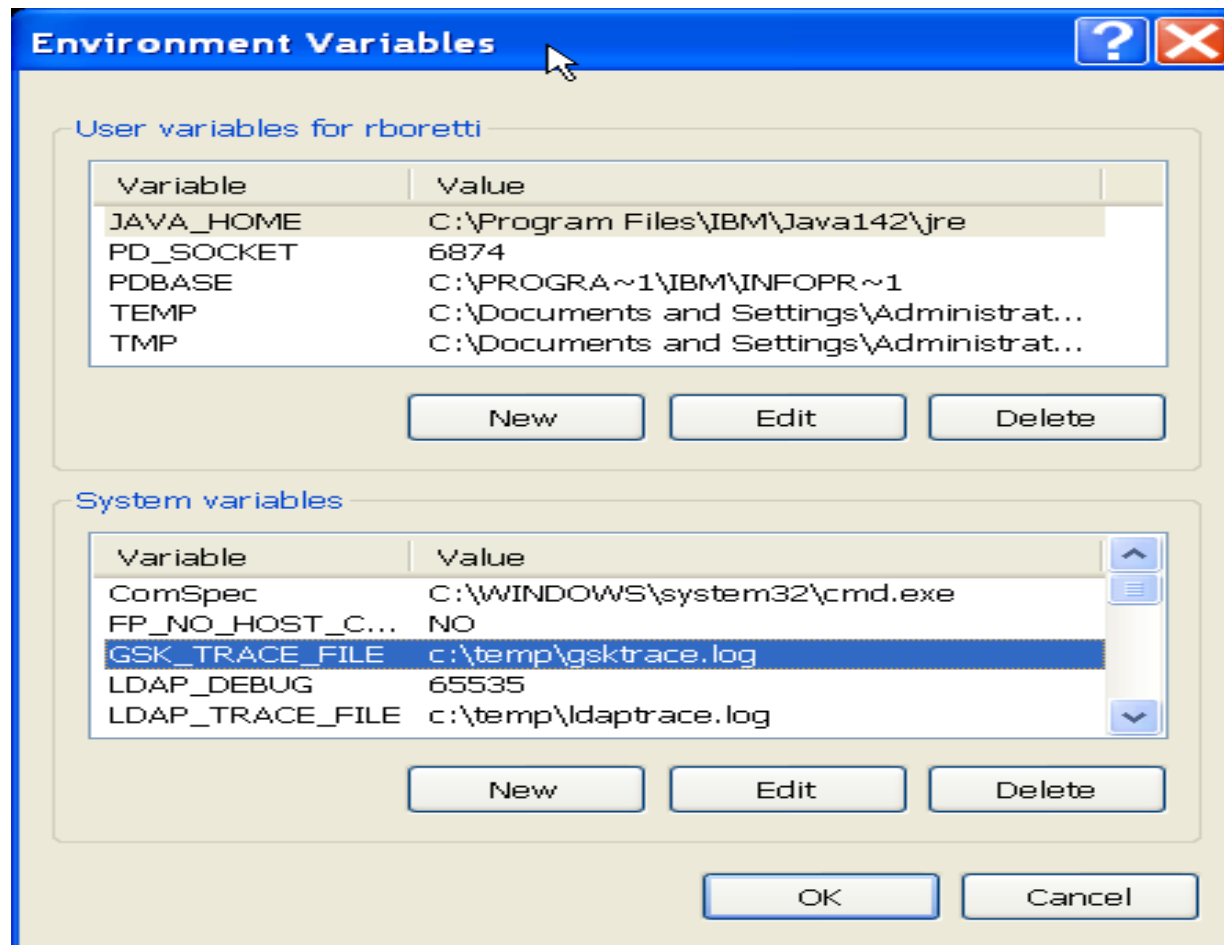 Environment Variables
User variables for rboretti
Variable Value
JAVA_HOME C:\Program Files\IBM\Java142\jre
PD_SOCKET 6874
PDBASE C:\PROGRA~1\IBM\INFOPR~1
TEMP C:\Documents and Settings\Administrat...
TMP C:\Documents and Settings\Administrat...
New Edit Delete
System variables
Variable Value
ComSpec C:\WINDOWS\system32\cmd.exe
FP_NO_HOST_C... NO
GSK_TRACE_FILE c:\temp\gsktrace.log
LDAP_DEBUG 65535
LDAP_TRACE_FILE c:\temp\ldaptrace.log
New Edit Delete
OK Cancel